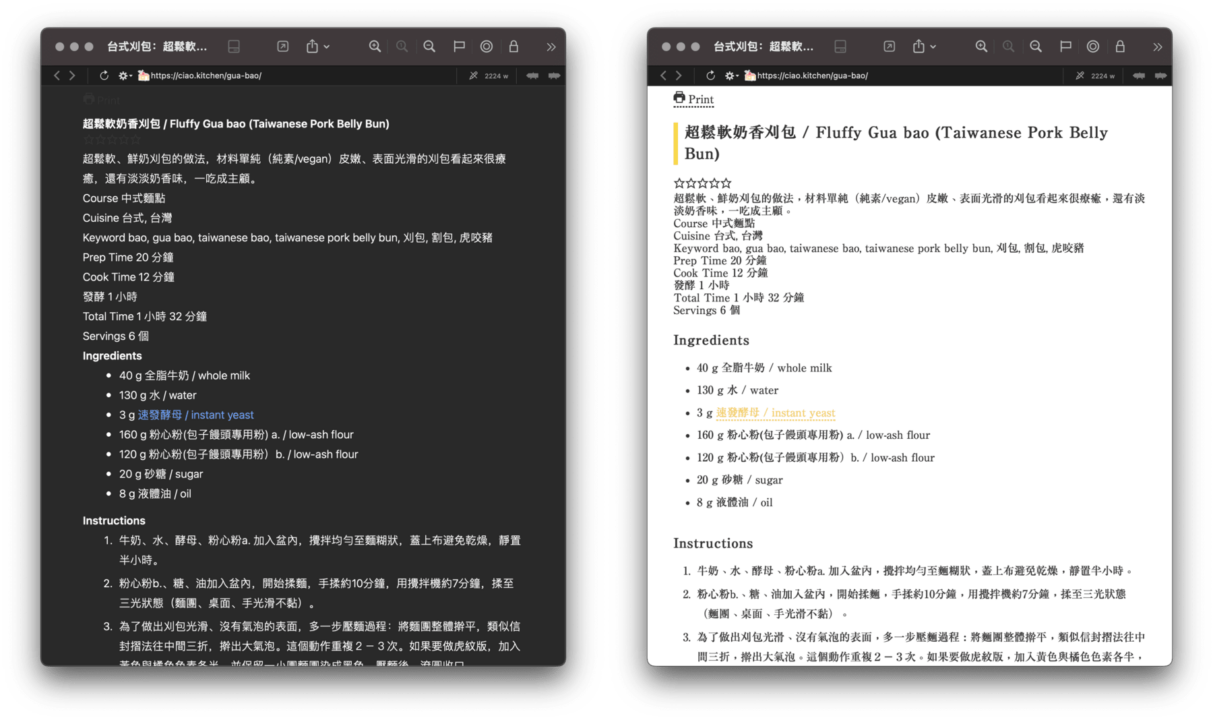 台式刈包：超鬆軟...
https://ciao.kitchen/gua-bao/
2224 w
Print
超鬆軟奶香刈包 / Fluffy Gua bao (Taiwanese Pork Belly Bun)
☆☆☆☆☆
超鬆軟、鮮奶刈包的做法，材料單純（純素/vegan）皮嫩、表面光滑的刈包看起來很療
癒，還有淡淡奶香味，一吃成主顧。
Course 中式麵點
Cuisine 台式, 台灣
Keyword bao, gua bao, taiwanese bao, taiwanese pork belly bun, 刈包, 割包, 虎咬豬
Prep Time 20 分鐘
Cook Time 12 分鐘
發酵 1 小時
Total Time 1 小時 32 分鐘
Servings 6 個
Ingredients
• 40 g 全脂牛奶 / whole milk
• 130 g 水 / water
• 3 g 速發酵母 / instant yeast
• 160 g 粉心粉(包子饅頭專用粉) a. / low-ash flour
• 120 g 粉心粉(包子饅頭專用粉）b. / low-ash flour
• 20 g 砂糖 / sugar
• 8 g 液體油 / oil
Instructions
1. 牛奶、水、酵母、粉心粉a. 加入盆內，攪拌均勻至麵糊狀，蓋上布避免乾燥，靜置
半小時。
2. 粉心粉b.、糖、油加入盆內，開始揉麵，手揉約10分鐘，用攪拌機約7分鐘，揉至
三光狀態（麵團、桌面、手光滑不黏）。
3. 為了做出刈包光滑、沒有氣泡的表面，多一步壓麵過程：將麵團整體擀平，類似信
封摺法往中間三折，擀出大氣泡。這個動作重複２－３次。如果要做虎紋版，加入
黃色與橘色色素各半，並保留一小團麵團染成黑色，壓麵後，滾圓收口
台式刈包：超鬆軟...
https://ciao.kitchen/gua-bao/
2224 w
Print
超鬆軟奶香刈包 / Fluffy Gua bao (Taiwanese Pork Belly
Bun)
☆☆☆☆☆
超鬆軟、鮮奶刈包的做法，材料單純（純素/vegan）皮嫩、表面光滑的刈包看起來很療癒，還有淡
淡奶香味，一吃成主顧。
Course 中式麵點
Cuisine 台式, 台灣
Keyword bao, gua bao, taiwanese bao, taiwanese pork belly bun, 刈包, 割包, 虎咬豬
Prep Time 20 分鐘
Cook Time 12 分鐘
發酵 1 小時
Total Time 1 小時 32 分鐘
Servings 6 個
Ingredients
• 40 g 全脂牛奶 / whole milk
• 130 g 水 / water
• 3 g 速發酵母 / instant yeast
• 160 g 粉心粉(包子饅頭專用粉) a. / low-ash flour
• 120 g 粉心粉(包子饅頭專用粉）b. / low-ash flour
• 20 g 砂糖 / sugar
• 8 g 液體油 / oil
Instructions
1. 牛奶、水、酵母、粉心粉a. 加入盆內，攪拌均勻至麵糊狀，蓋上布避免乾燥，靜置半小時。
2. 粉心粉b.、糖、油加入盆內，開始揉麵，手揉約10分鐘，用攪拌機約7分鐘，揉至三光狀態
（麵團、桌面、手光滑不黏）。
3. 為了做出刈包光滑、沒有氣泡的表面，多一步壓麵過程：將麵團整體擀平，類似信封摺法往中
間三折，擀出大氣泡。這個動作重複２－３次。如果要做虎紋版，加入黃色與橘色色素各半，